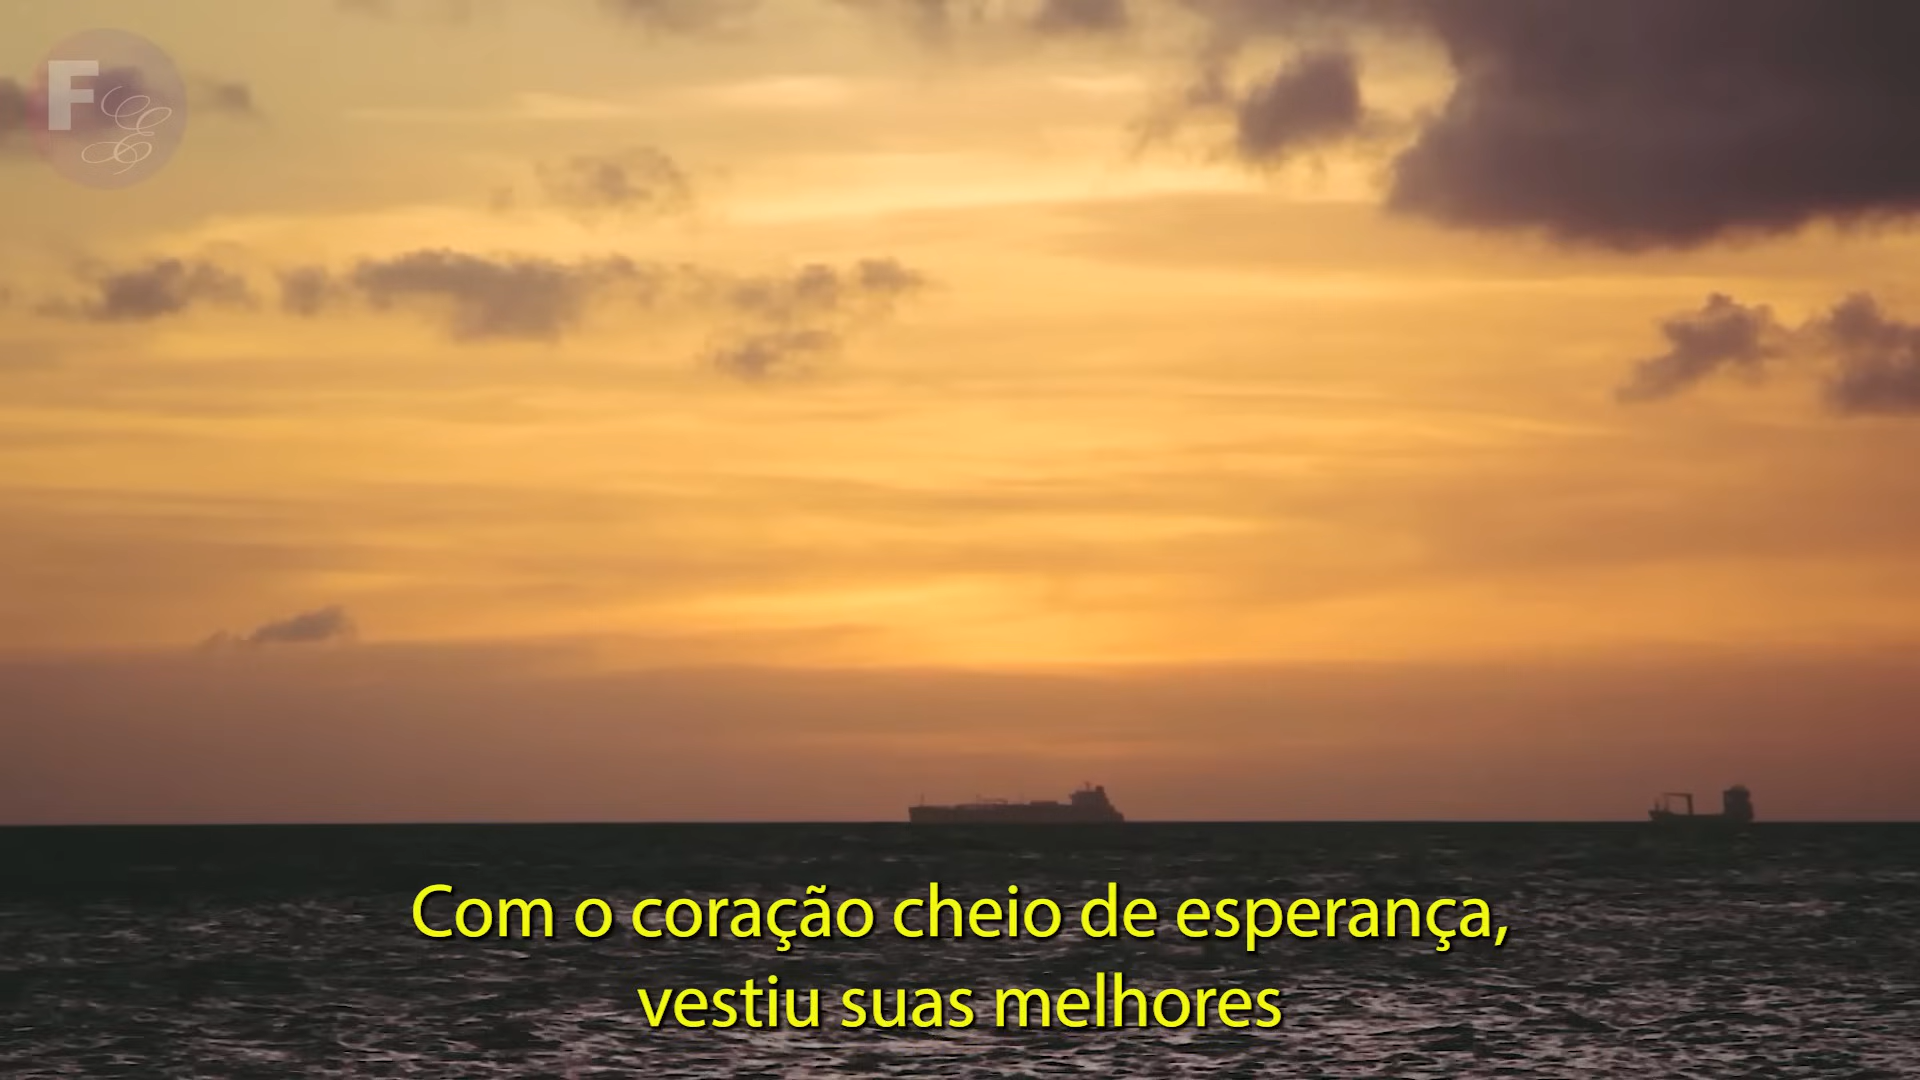 F
Com o coração cheio de esperança,
vestiu suas melhores